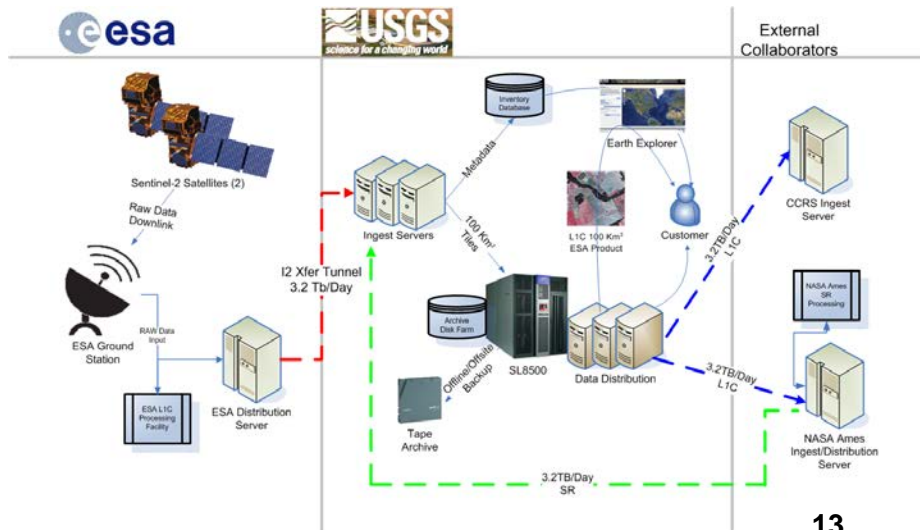 esa
USGS
science for a changing world
External
Collaborators
Sentinel-2 Satellites (2)
Raw Data
Downlink
ESA Ground
Station
RAW Data
Input
ESA L1C
Processing
Facility
ESA Distribution
Server
I2 Xfer Tunnel
3.2 Tb/Day
Ingest Servers
Metadata
Inventory
Database
Earth Explorer
100 Km²
Tiles
L1C 100 Km²
ESA Product
Customer
Archive
Disk Farm
SL8500
Data Distribution
Offline/Offsite
Backup
Tape
Archive
3.2TB/Day
L1C
CCRS Ingest
Server
3.2TB/Day
L1C
NASA Ames
SR
Processing
NASA Ames
Ingest/Distribution
Server
3.2TB/Day
SR
13